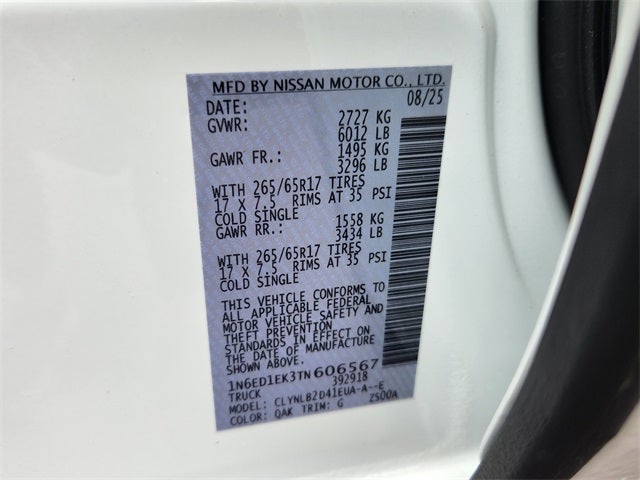 MFD BY NISSAN MOTOR CO., LTD.
DATE: 08/25
GVWR: 2727 KG
6012 LB
GAWR FR.: 1495 KG
3296 LB
WITH 265/65R17 TIRES
17 X 7.5 RIMS AT 35 PSI
COLD SINGLE
GAWR RR.: 1558 KG
3434 LB
WITH 265/65R17 TIRES
17 X 7.5 RIMS AT 35 PSI
COLD SINGLE
THIS VEHICLE CONFORMS TO
ALL APPLICABLE FEDERAL
MOTOR VEHICLE SAFETY AND
THEFT PREVENTION
STANDARDS IN EFFECT ON
THE DATE OF MANUFACTURE
SHOWN ABOVE.
1N6ED1EK3TN606567
TRUCK 392918
MODEL: CLYNLB2D41EUA-A--E
COLOR: QAK TRIM: G ZS00A